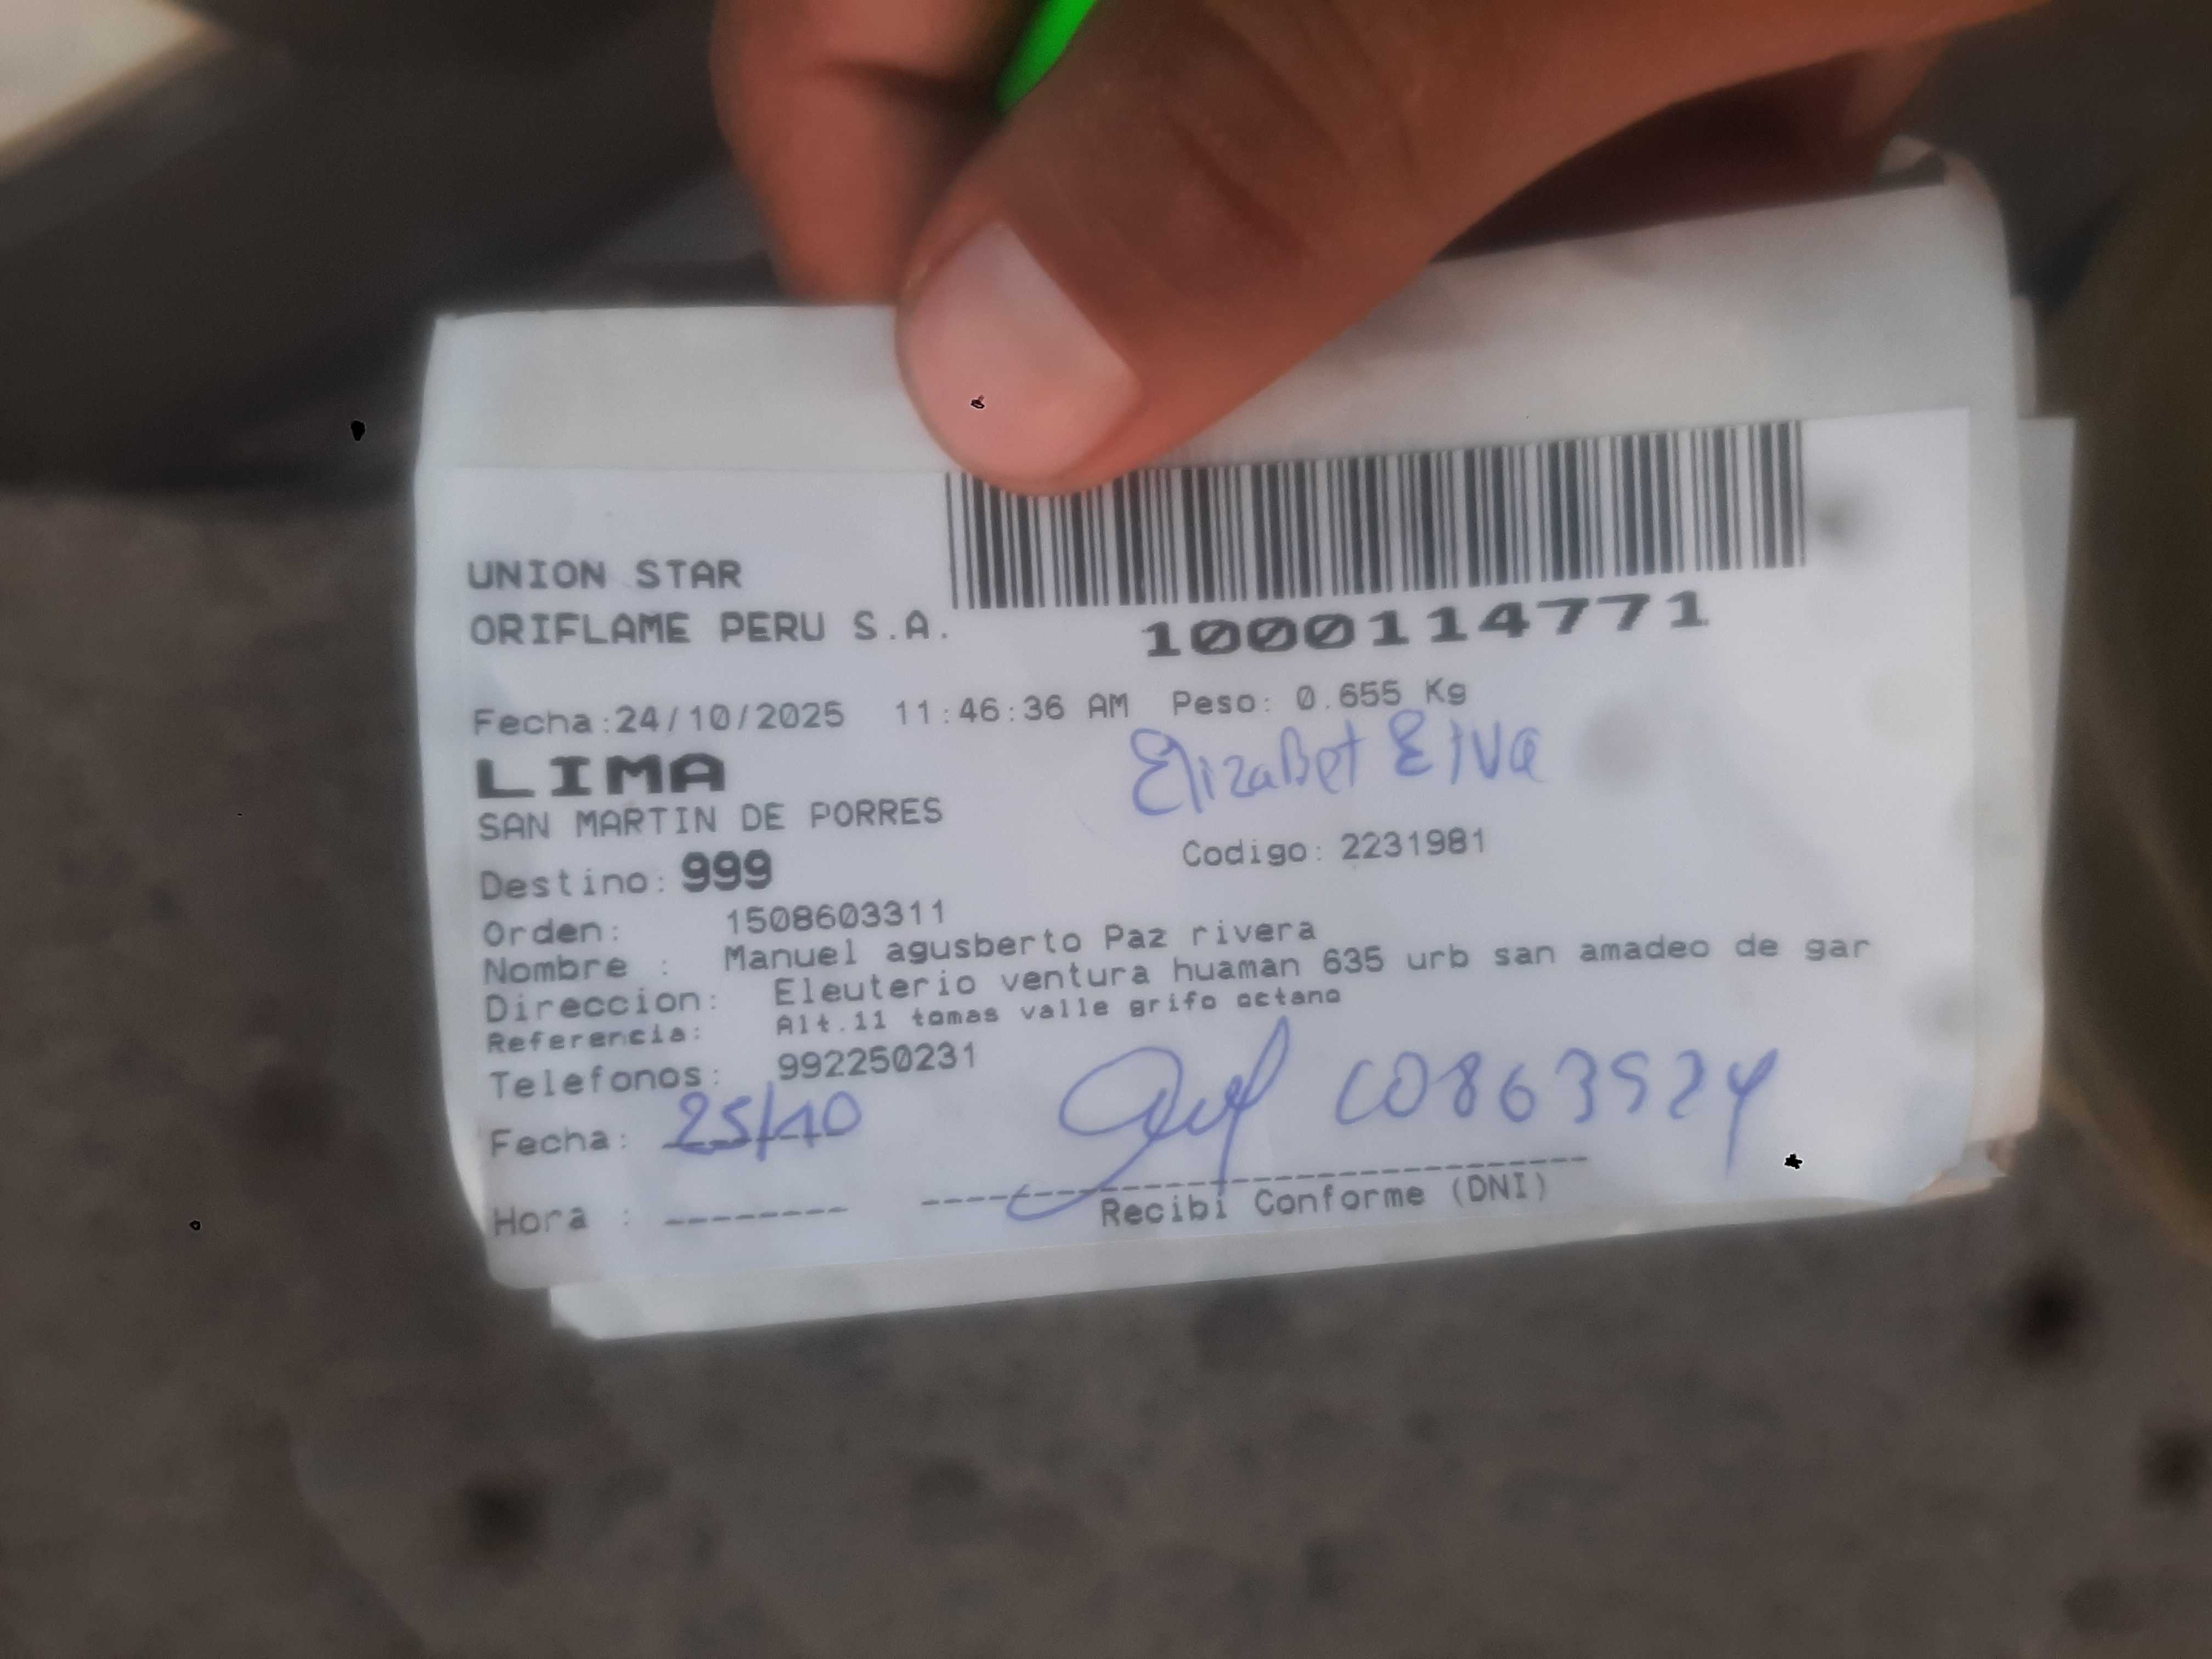 UNION STAR
ORIFLAME PERU S.A.
1000114771
Fecha:24/10/2025 11:46:36 AM Peso: 0.655 Kg
LIMA
Elizabet
SAN MARTIN DE PORRES
Destino: 999
Codigo: 2231981
Orden: 1508603311
Nombre : Manuel agusberto Paz rivera
Direccion: Eleuterio ventura huaman 635 urb san amadeo de gar
Referencia: Alt.11 tomas valle grifo octano
Telefonos: 992250231
Fecha: 25/10
Hora : --------
Recibi Conforme (DNI)